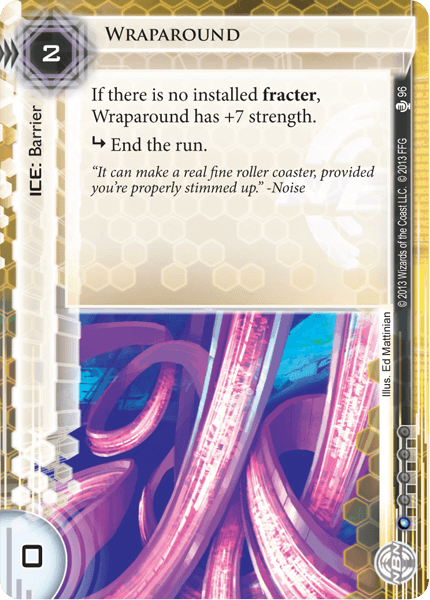 2
WRAPAROUND
ICE: Barrier
If there is no installed fracter,
Wraparound has +7 strength.
↳ End the run.
“It can make a real fine roller coaster, provided
you’re properly stimmed up.” -Noise
96
© 2013 Wizards of the Coast LLC. © 2013 FFG
Illus. Ed Mattinian
0
NBN